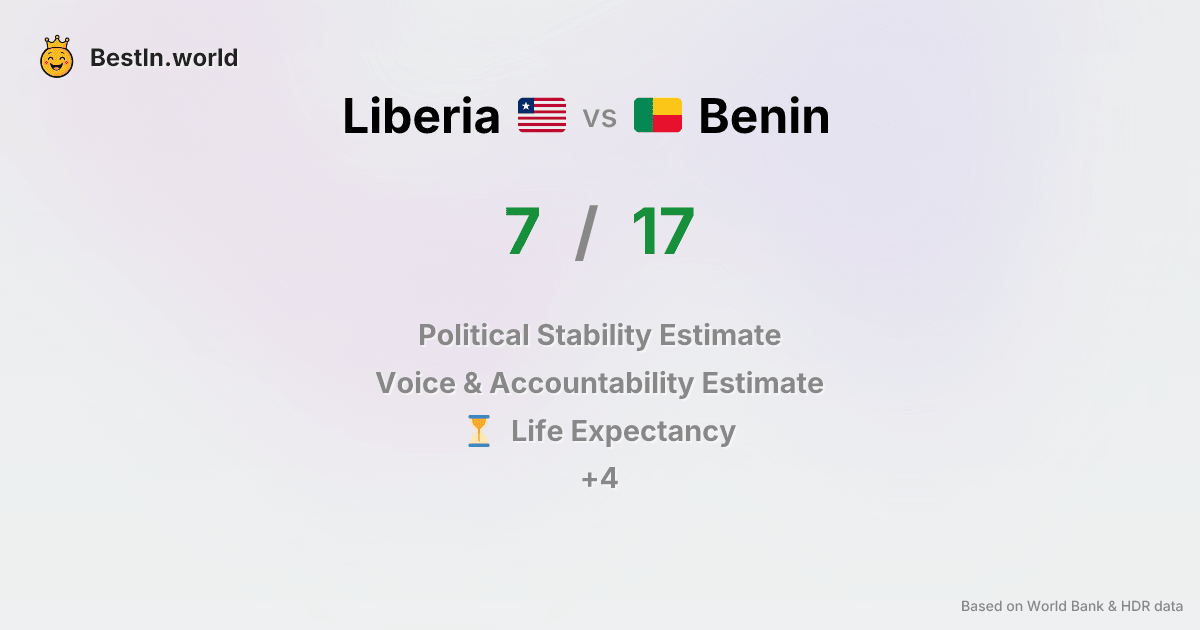 BestIn.world
Liberia vs Benin
7 / 17
Political Stability Estimate
Voice & Accountability Estimate
Life Expectancy
+4
Based on World Bank & HDR data